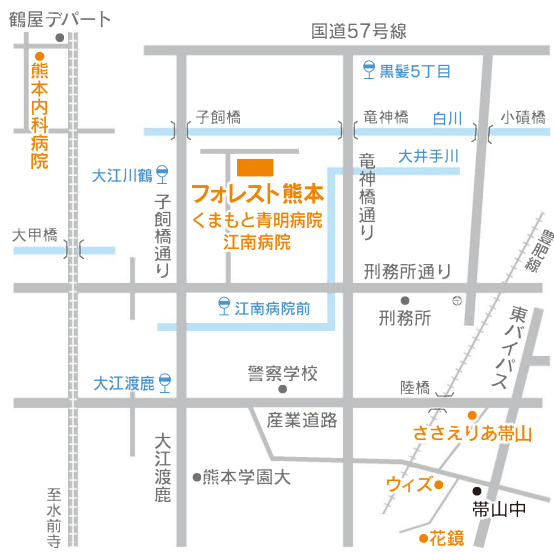 鶴屋デパート
国道57号線
熊本内科病院
黒髪5丁目
子飼橋
竜神橋
白川
小磧橋
大井手川
大江川鶴
フォレスト熊本
くまもと青明病院
江南病院
子飼橋通り
竜神橋通り
大甲橋
豊肥線
刑務所通り
江南病院前
刑務所
東バイパス
警察学校
大江渡鹿
陸橋
産業道路
ささえりあ帯山
大江渡鹿
熊本学園大
ウィズ
帯山中
至水前寺
花鏡